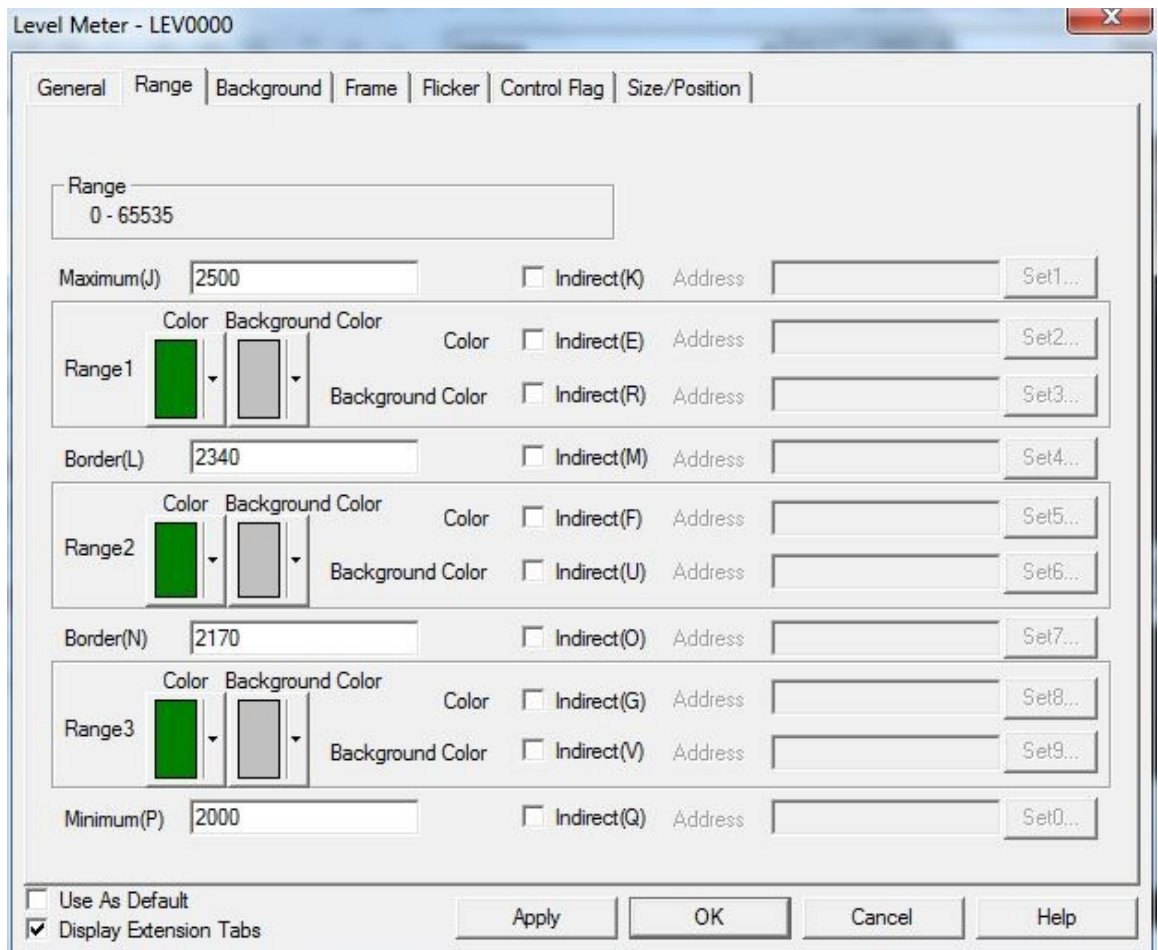 Level Meter - LEV0000
X
General Range Background Frame Flicker Control Flag Size/Position
Range
0 - 65535
Maximum(J) 2500 Indirect(K) Address Set1...
Color Background Color
Color Indirect(E) Address Set2...
Range1
Background Color Indirect(R) Address Set3...
Border(L) 2340 Indirect(M) Address Set4...
Color Background Color
Color Indirect(F) Address Set5...
Range2
Background Color Indirect(U) Address Set6...
Border(N) 2170 Indirect(O) Address Set7...
Color Background Color
Color Indirect(G) Address Set8...
Range3
Background Color Indirect(V) Address Set9...
Minimum(P) 2000 Indirect(Q) Address Set0...
Use As Default
Display Extension Tabs
Apply OK Cancel Help